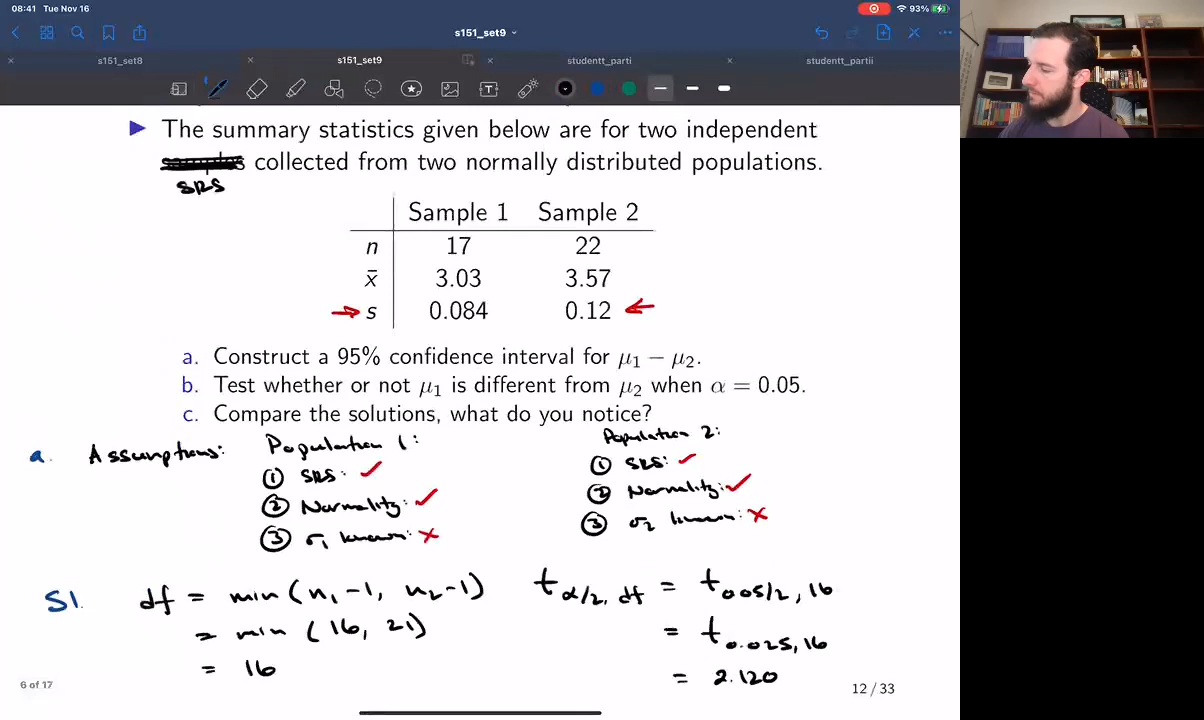 08:41 Tue Nov 16
93%
s151_set9
s151_set8
s151_set9
studentt_parti
studentt_partii
▶ The summary statistics given below are for two independent
collected from two normally distributed populations.
SRS
Sample 1 Sample 2
n 17 22
x̄ 3.03 3.57
→ s 0.084 0.12 ←
a. Construct a 95% confidence interval for μ₁ − μ₂.
b. Test whether or not μ₁ is different from μ₂ when α = 0.05.
c. Compare the solutions, what do you notice?
a. Assumptions: Population 1: Population 2:
① SRS: ✓ ① SRS: ✓
② Normality: ✓ ② Normality: ✓
③ σ₁ known: ✗ ③ σ₂ known: ✗
S1. df = min(n₁-1, n₂-1) t α/2, df = t 0.05/2, 16
= min (16, 21) = t 0.025, 16
= 16 = 2.120
6 of 17
12 / 33